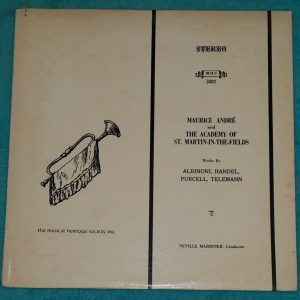 STEREO
MHS
3182
MAURICE ANDRÉ
and
THE ACADEMY OF
ST. MARTIN-IN-THE-FIELDS
Works By
ALBINONI, HANDEL,
PURCELL, TELEMANN
NEVILLE MARRINER, Conductor
the musical heritage society inc.